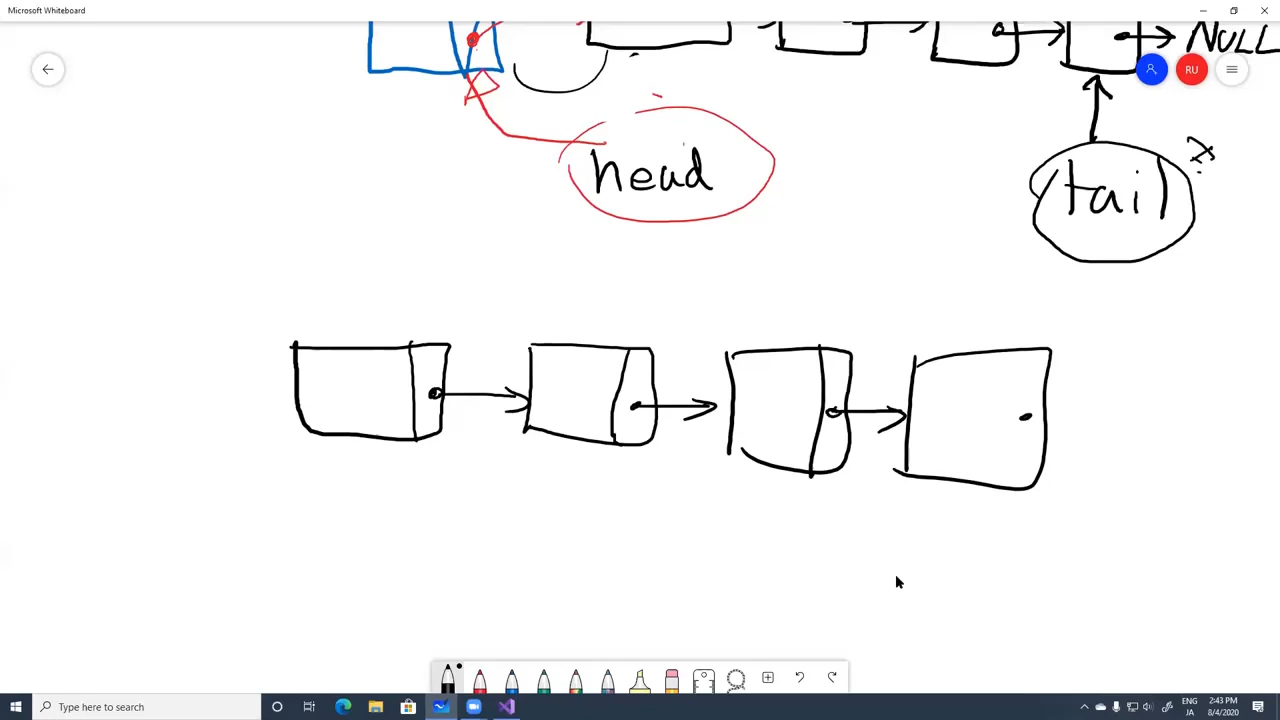 Microsoft Whiteboard
NULL
RU
head
tail
Type here to search
ENG
JA
2:43 PM
8/4/2020